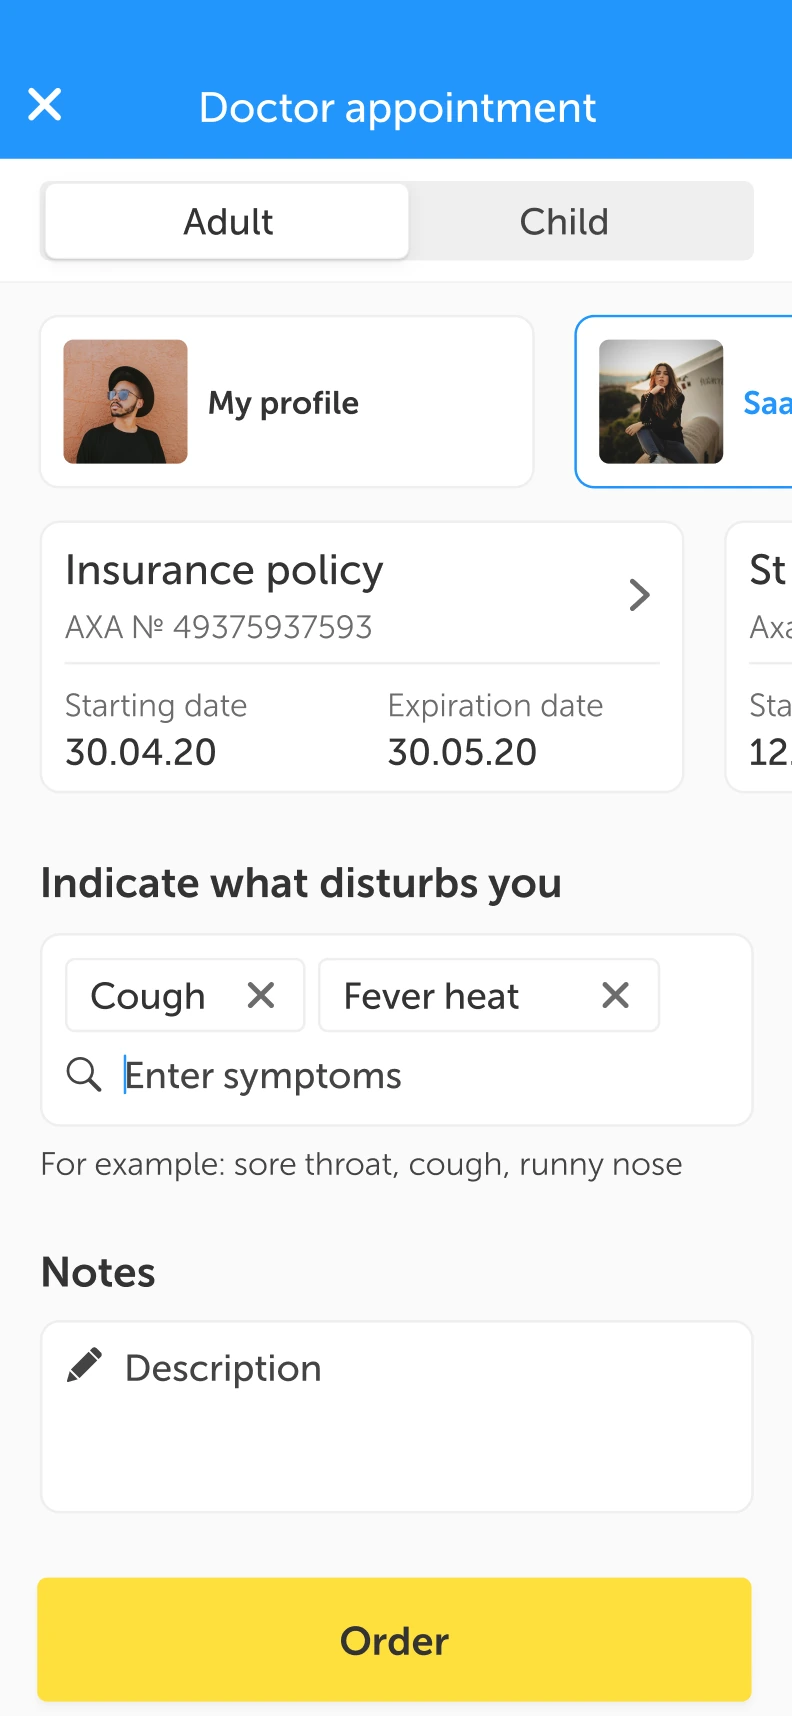 Doctor appointment
Adult
Child
My profile
Saa
Insurance policy
AXA № 49375937593
Starting date
Expiration date
30.04.20
30.05.20
St
Axa
Sta
12.
Indicate what disturbs you
Cough
Fever heat
Enter symptoms
For example: sore throat, cough, runny nose
Notes
Description
Order